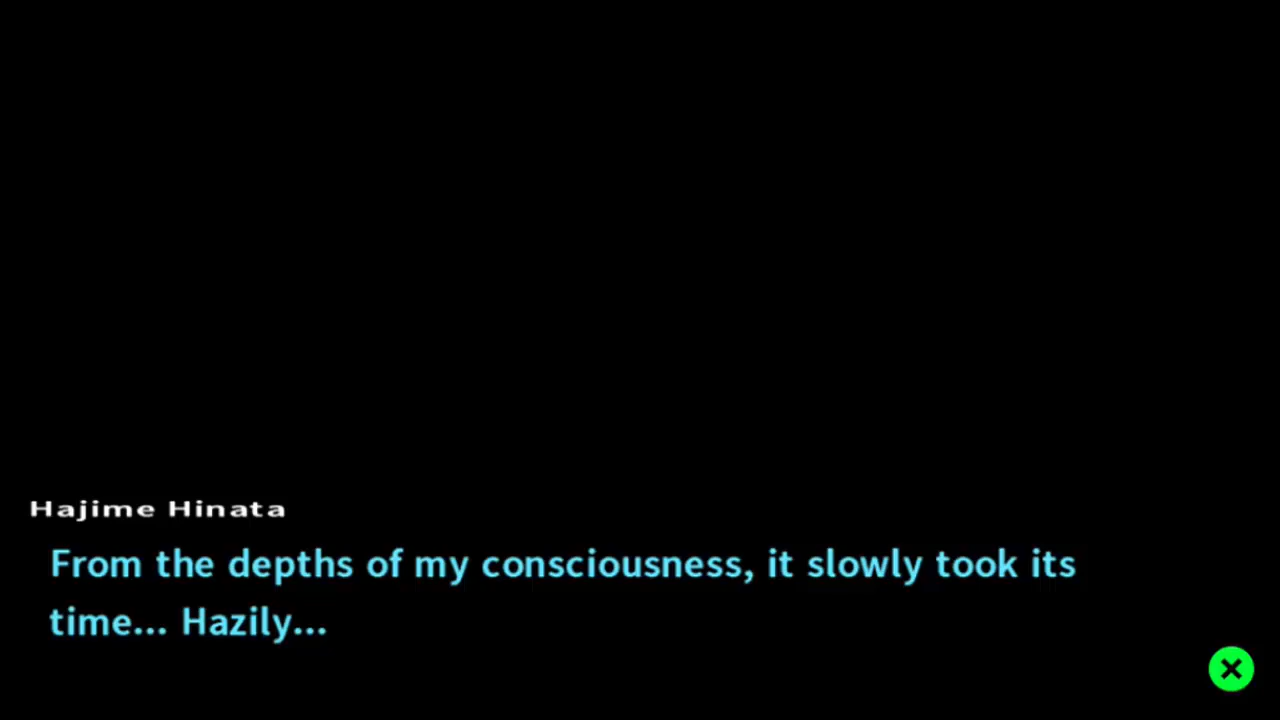 Hajime Hinata
From the depths of my consciousness, it slowly took its
time... Hazily...